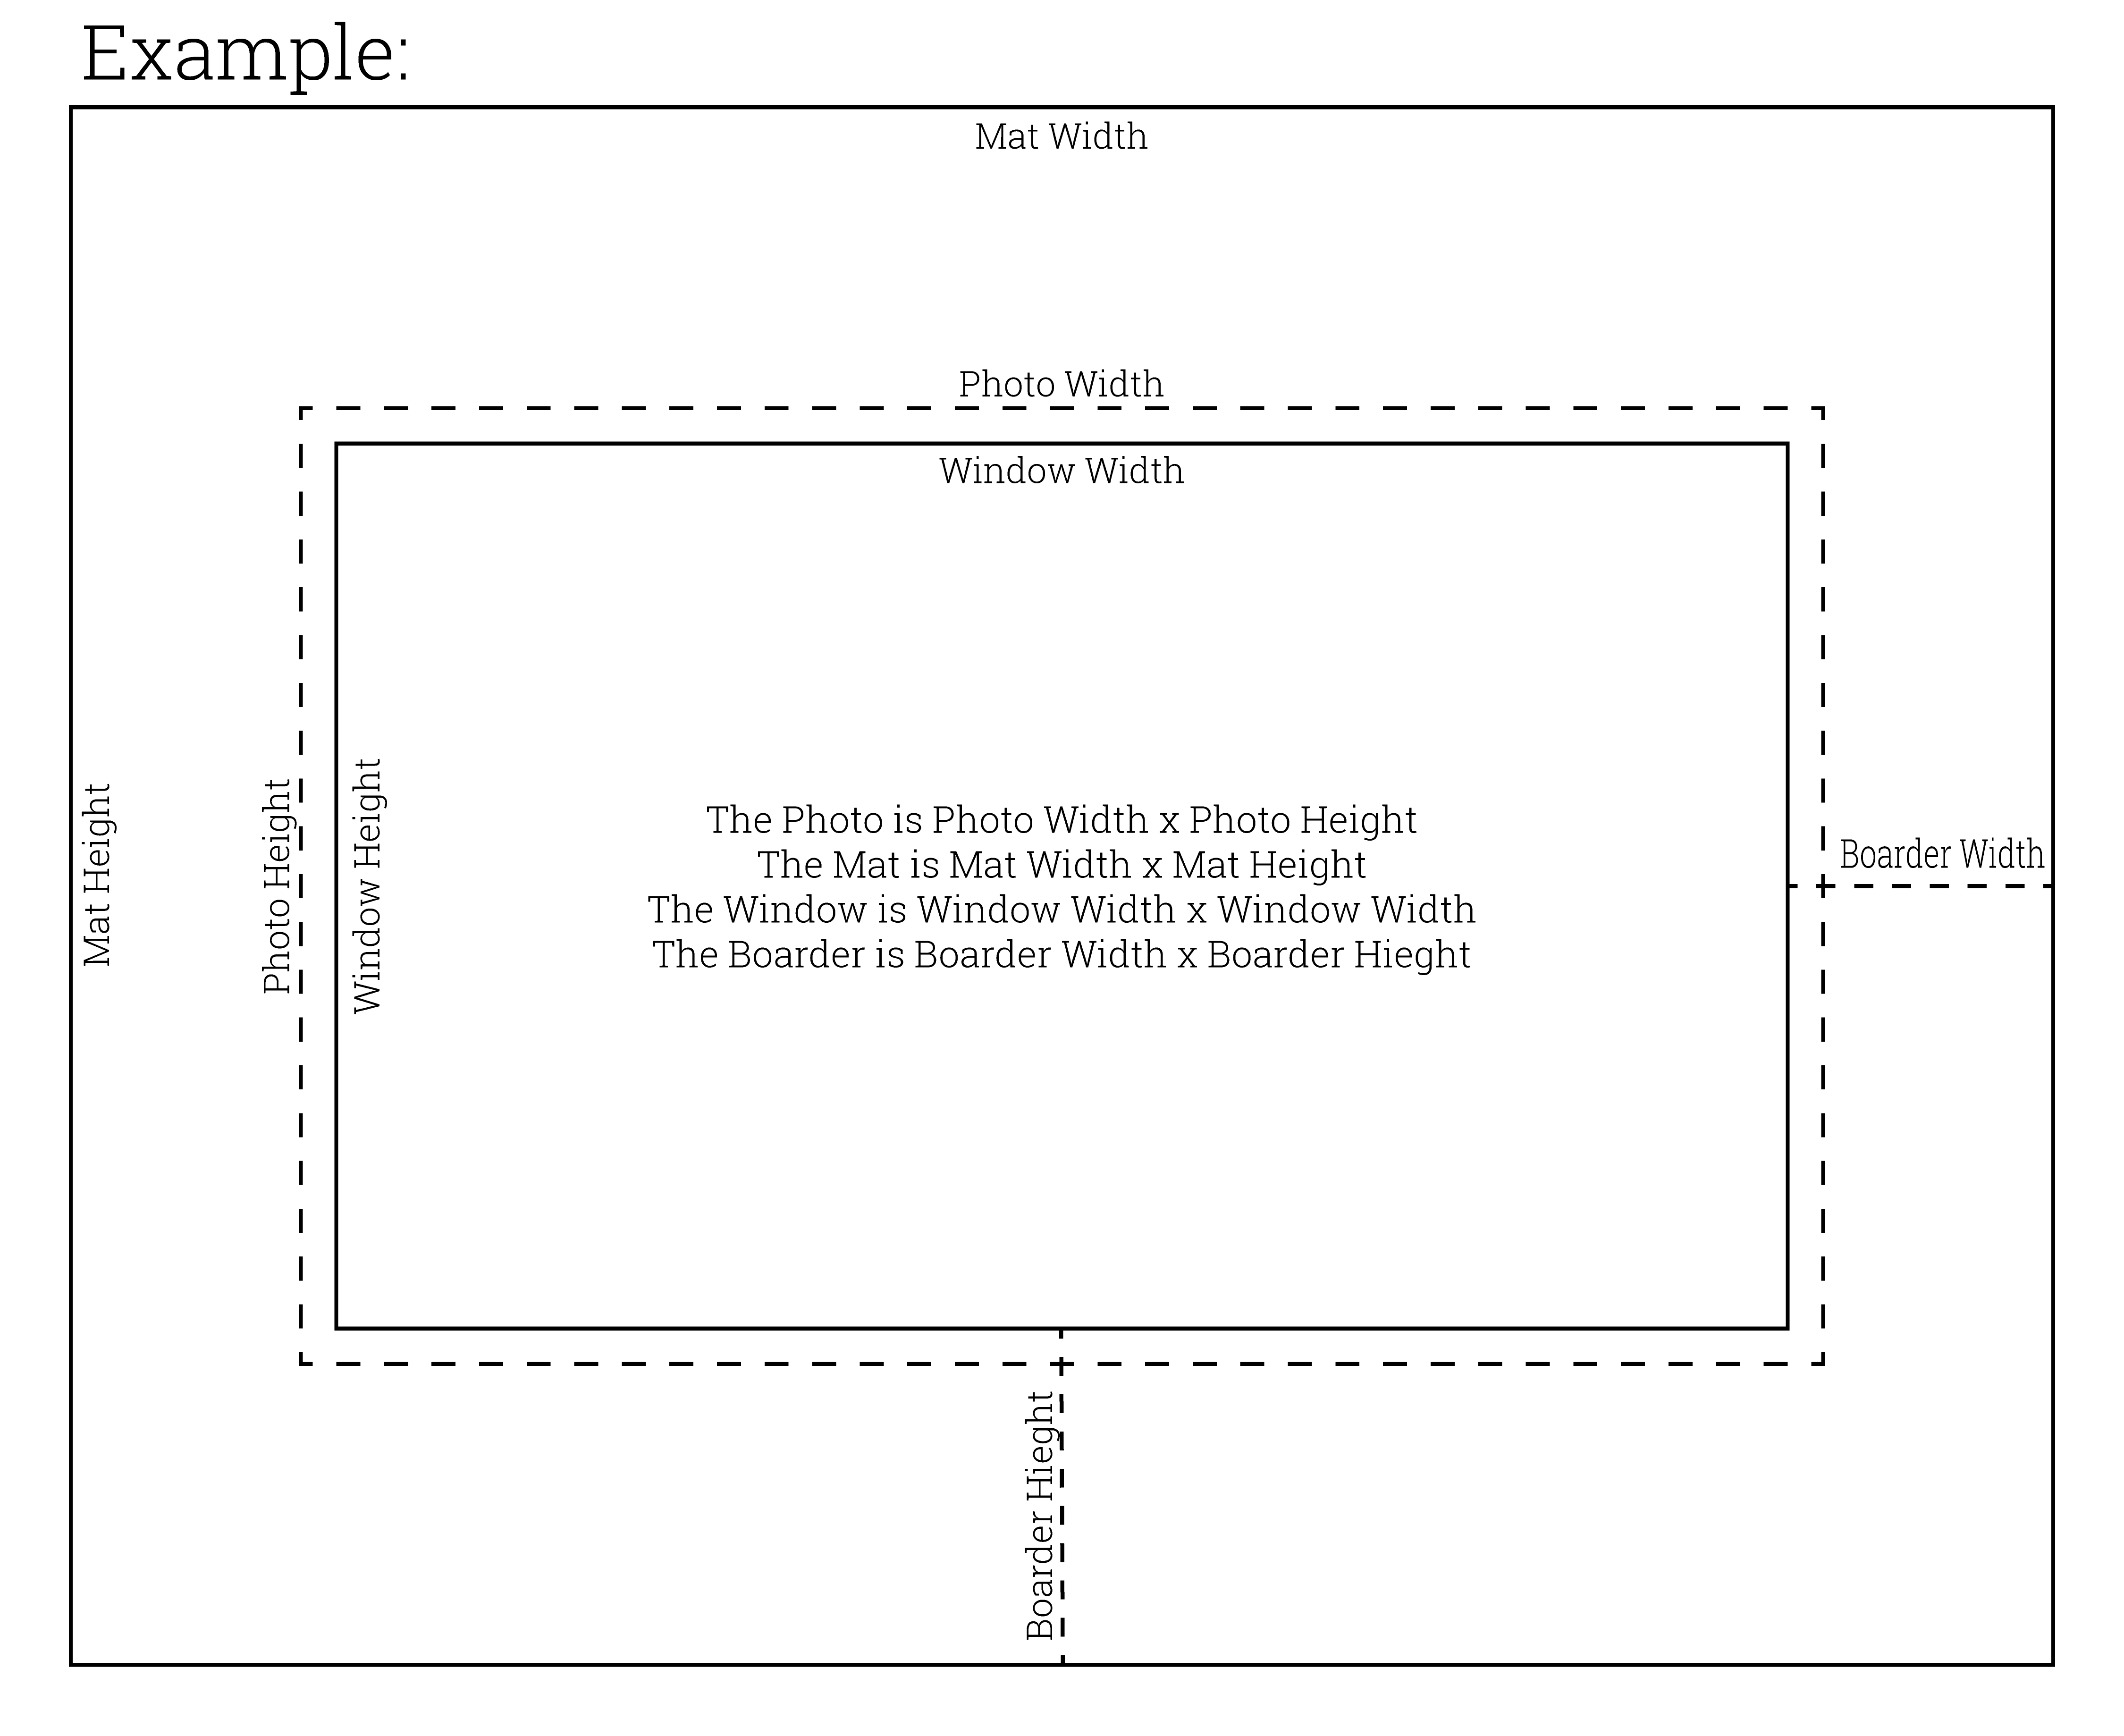 Example:
Mat Width
Photo Width
Window Width
Mat Height
Photo Height
Window Height
The Photo is Photo Width x Photo Height
The Mat is Mat Width x Mat Height
The Window is Window Width x Window Width
The Boarder is Boarder Width x Boarder Hieght
Boarder Width
Boarder Hieght